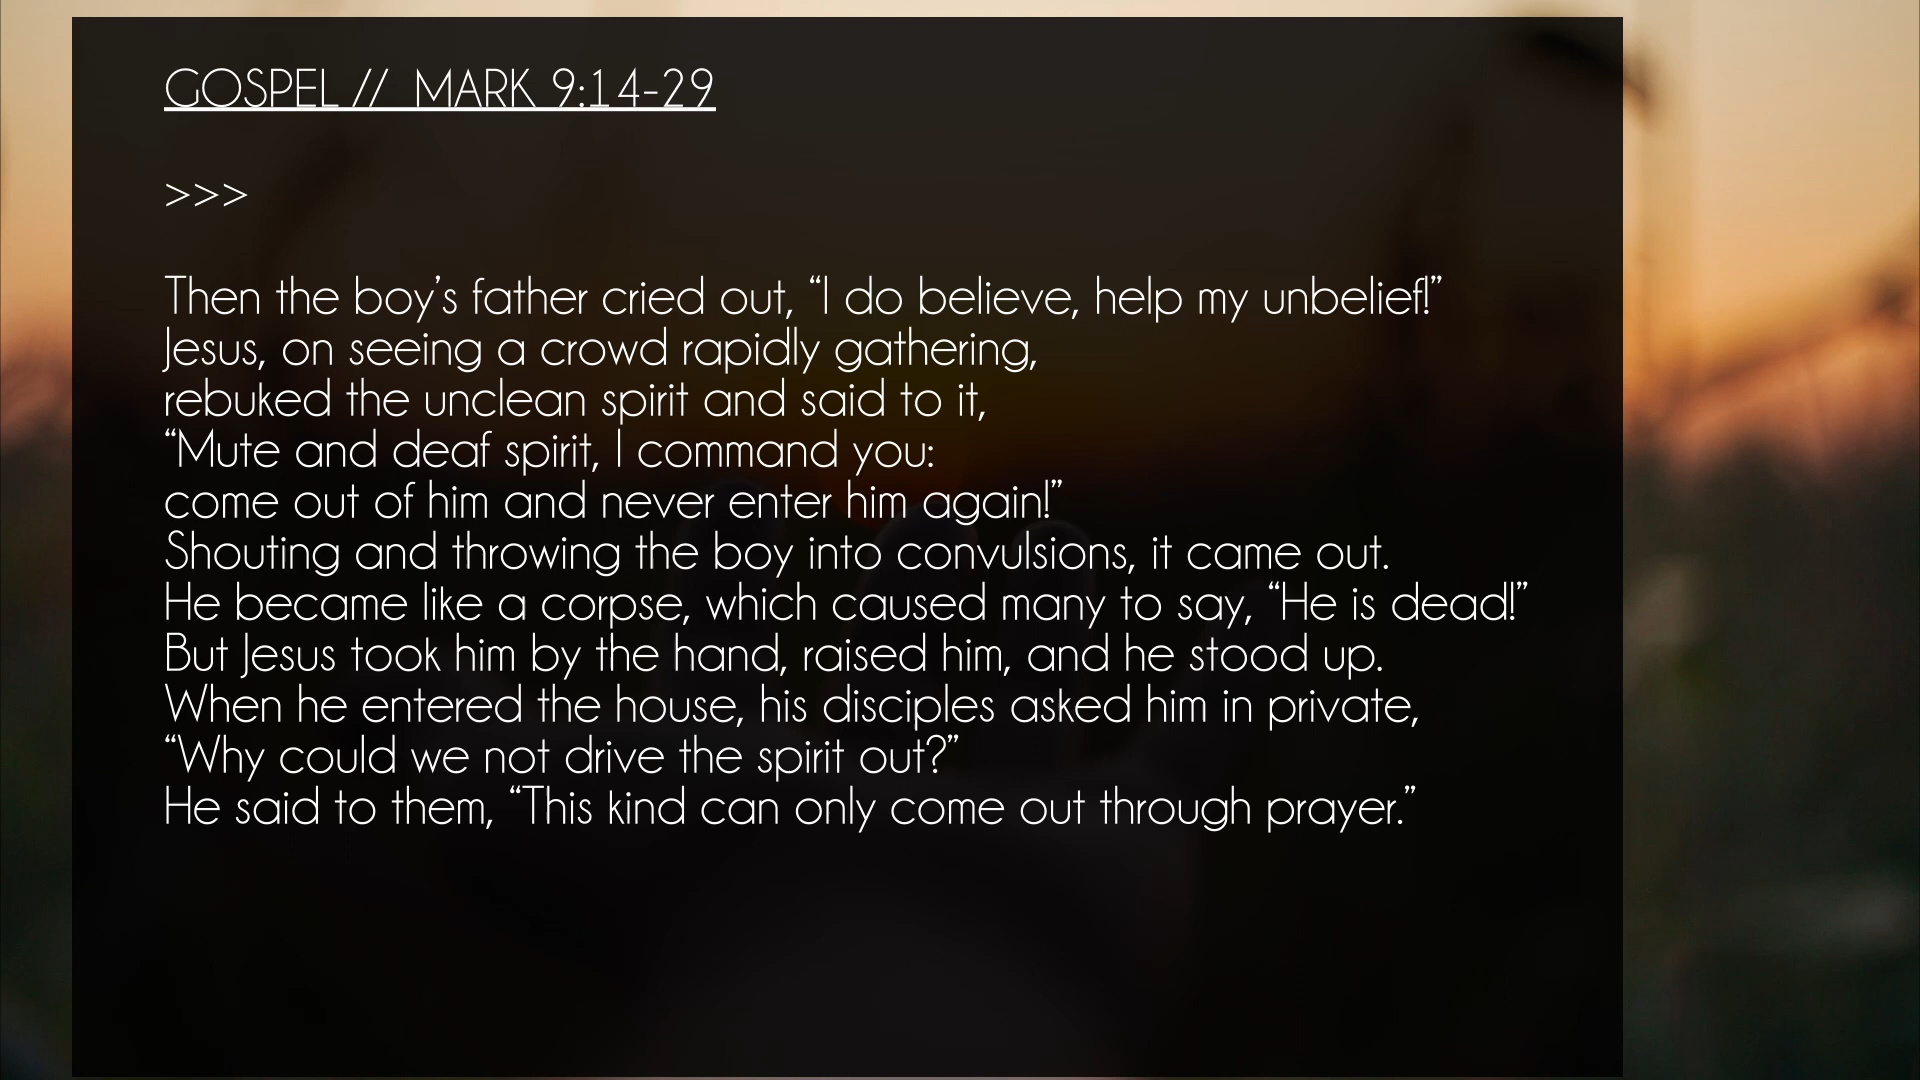 GOSPEL // MARK 9:14-29
>>>
Then the boy’s father cried out, “I do believe, help my unbelief!”
Jesus, on seeing a crowd rapidly gathering,
rebuked the unclean spirit and said to it,
“Mute and deaf spirit, I command you:
come out of him and never enter him again!”
Shouting and throwing the boy into convulsions, it came out.
He became like a corpse, which caused many to say, “He is dead!”
But Jesus took him by the hand, raised him, and he stood up.
When he entered the house, his disciples asked him in private,
“Why could we not drive the spirit out?”
He said to them, “This kind can only come out through prayer.”